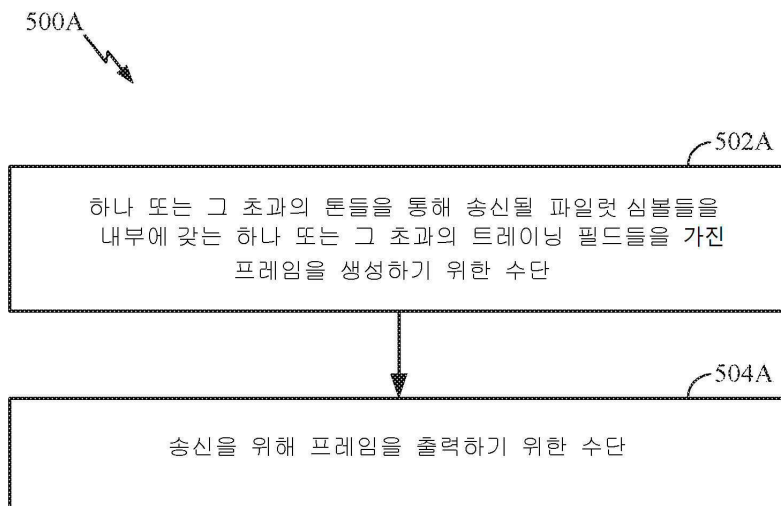 500A
502A
하나 또는 그 초과의 톤들을 통해 송신될 파일럿 심볼들을
내부에 갖는 하나 또는 그 초과의 트레이닝 필드들을 가진
프레임을 생성하기 위한 수단
504A
송신을 위해 프레임을 출력하기 위한 수단